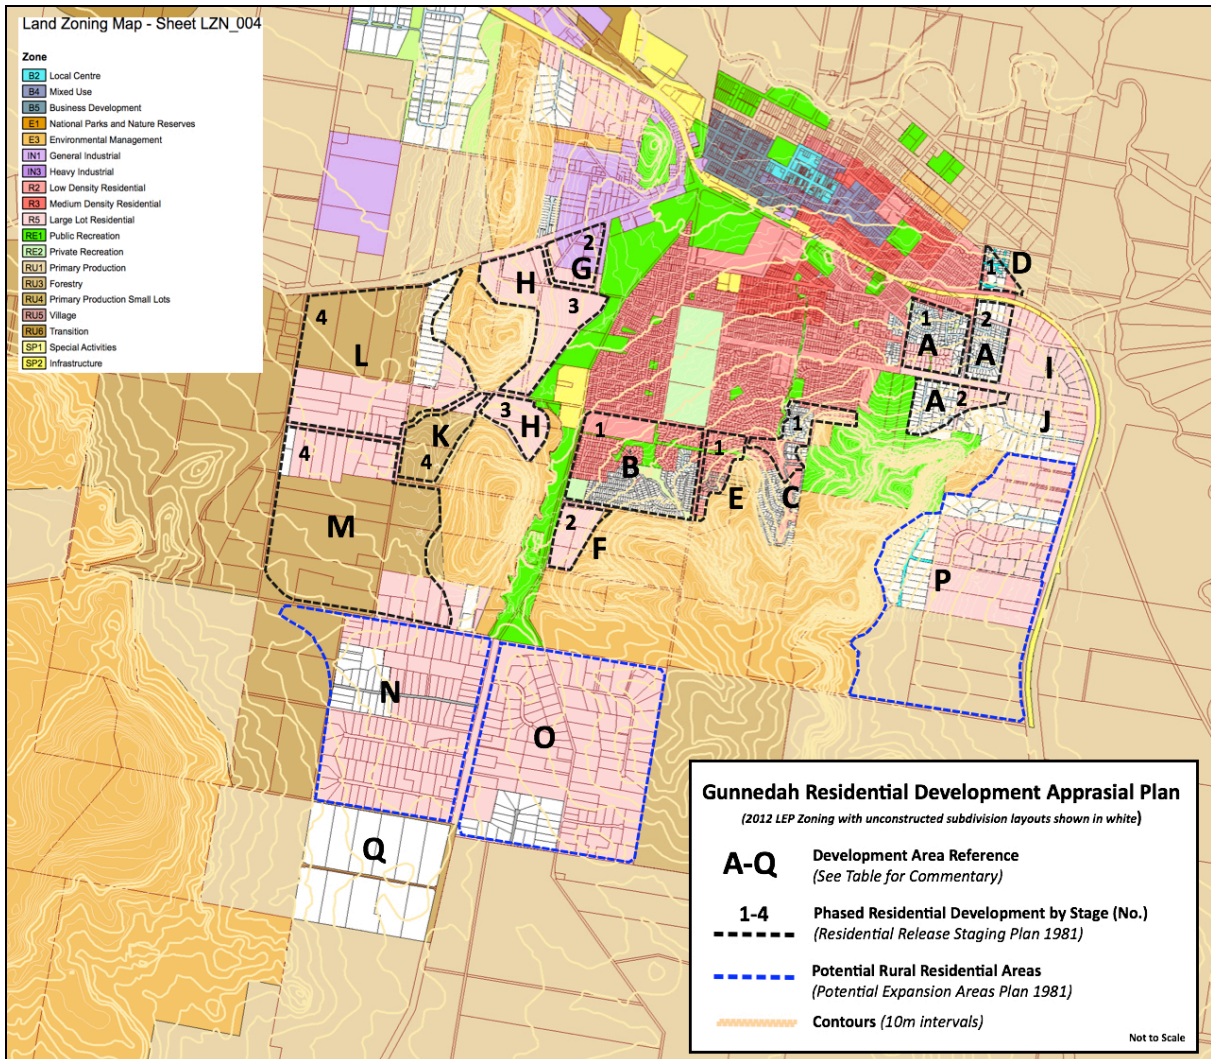 Land Zoning Map - Sheet LZN_004
Zone
B2 Local Centre
B4 Mixed Use
B5 Business Development
E1 National Parks and Nature Reserves
E3 Environmental Management
IN1 General Industrial
IN3 Heavy Industrial
R2 Low Density Residential
R3 Medium Density Residential
R5 Large Lot Residential
RE1 Public Recreation
RE2 Private Recreation
RU1 Primary Production
RU3 Forestry
RU4 Primary Production Small Lots
RU5 Village
RU6 Transition
SP1 Special Activities
SP2 Infrastructure
2
G
H
3
1
D
4
L
1
A
2
A
I
A
2
J
K
4
3
H
4
1
B
1
E
1
C
M
2
F
P
N
O
Q
Gunnedah Residential Development Apprasial Plan
(2012 LEP Zoning with unconstructed subdivision layouts shown in white)
A-Q Development Area Reference
(See Table for Commentary)
1-4 Phased Residential Development by Stage (No.)
(Residential Release Staging Plan 1981)
Potential Rural Residential Areas
(Potential Expansion Areas Plan 1981)
Contours (10m intervals)
Not to Scale